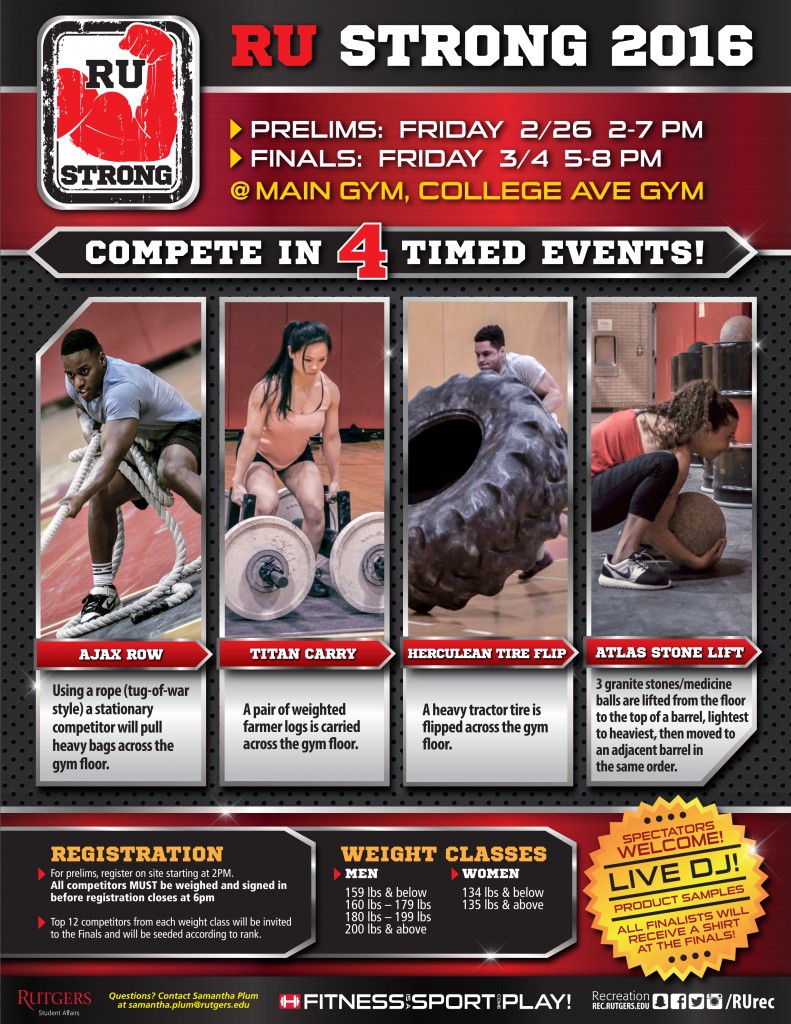 RU
STRONG
RU STRONG 2016
PRELIMS: FRIDAY 2/26 2-7 PM
FINALS: FRIDAY 3/4 5-8 PM
@ MAIN GYM, COLLEGE AVE GYM
COMPETE IN 4 TIMED EVENTS!
AJAX ROW
Using a rope (tug-of-war
style) a stationary
competitor will pull
heavy bags across the
gym floor.
TITAN CARRY
A pair of weighted
farmer logs is carried
across the gym floor.
HERCULEAN TIRE FLIP
A heavy tractor tire is
flipped across the gym
floor.
ATLAS STONE LIFT
3 granite stones/medicine
balls are lifted from the floor
to the top of a barrel, lightest
to heaviest, then moved to
an adjacent barrel in
the same order.
REGISTRATION
For prelims, register on site starting at 2PM.
All competitors MUST be weighed and signed in
before registration closes at 6pm
Top 12 competitors from each weight class will be invited
to the Finals and will be seeded according to rank.
WEIGHT CLASSES
MEN
159 lbs & below
160 lbs – 179 lbs
180 lbs – 199 lbs
200 lbs & above
WOMEN
134 lbs & below
135 lbs & above
SPECTATORS
WELCOME!
LIVE DJ!
PRODUCT SAMPLES
ALL FINALISTS WILL
RECEIVE A SHIRT
AT THE FINALS!
RUTGERS
Student Affairs
Questions? Contact Samantha Plum
at samantha.plum@rutgers.edu
FITNESS IS A SPORT COME PLAY!
Recreation
REC.RUTGERS.EDU
/RUrec